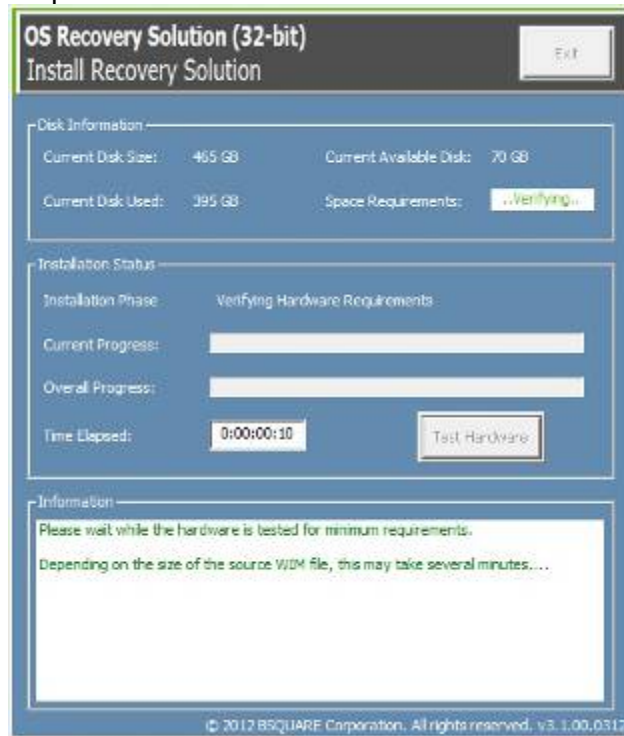 OS Recovery Solution (32-bit)
Install Recovery Solution
Exit
Disk Information
Current Disk Size: 465 GB Current Available Disk: 70 GB
Current Disk Used: 395 GB Space Requirements: ..Verifying..
Installation Status
Installation Phase Verifying Hardware Requirements
Current Progress:
Overall Progress:
Time Elapsed: 0:00:00:10 Test Hardware
Information
Please wait while the hardware is tested for minimum requirements.
Depending on the size of the source WIM file, this may take several minutes....
© 2012 BSQUARE Corporation. All rights reserved. v3.1.00.0312